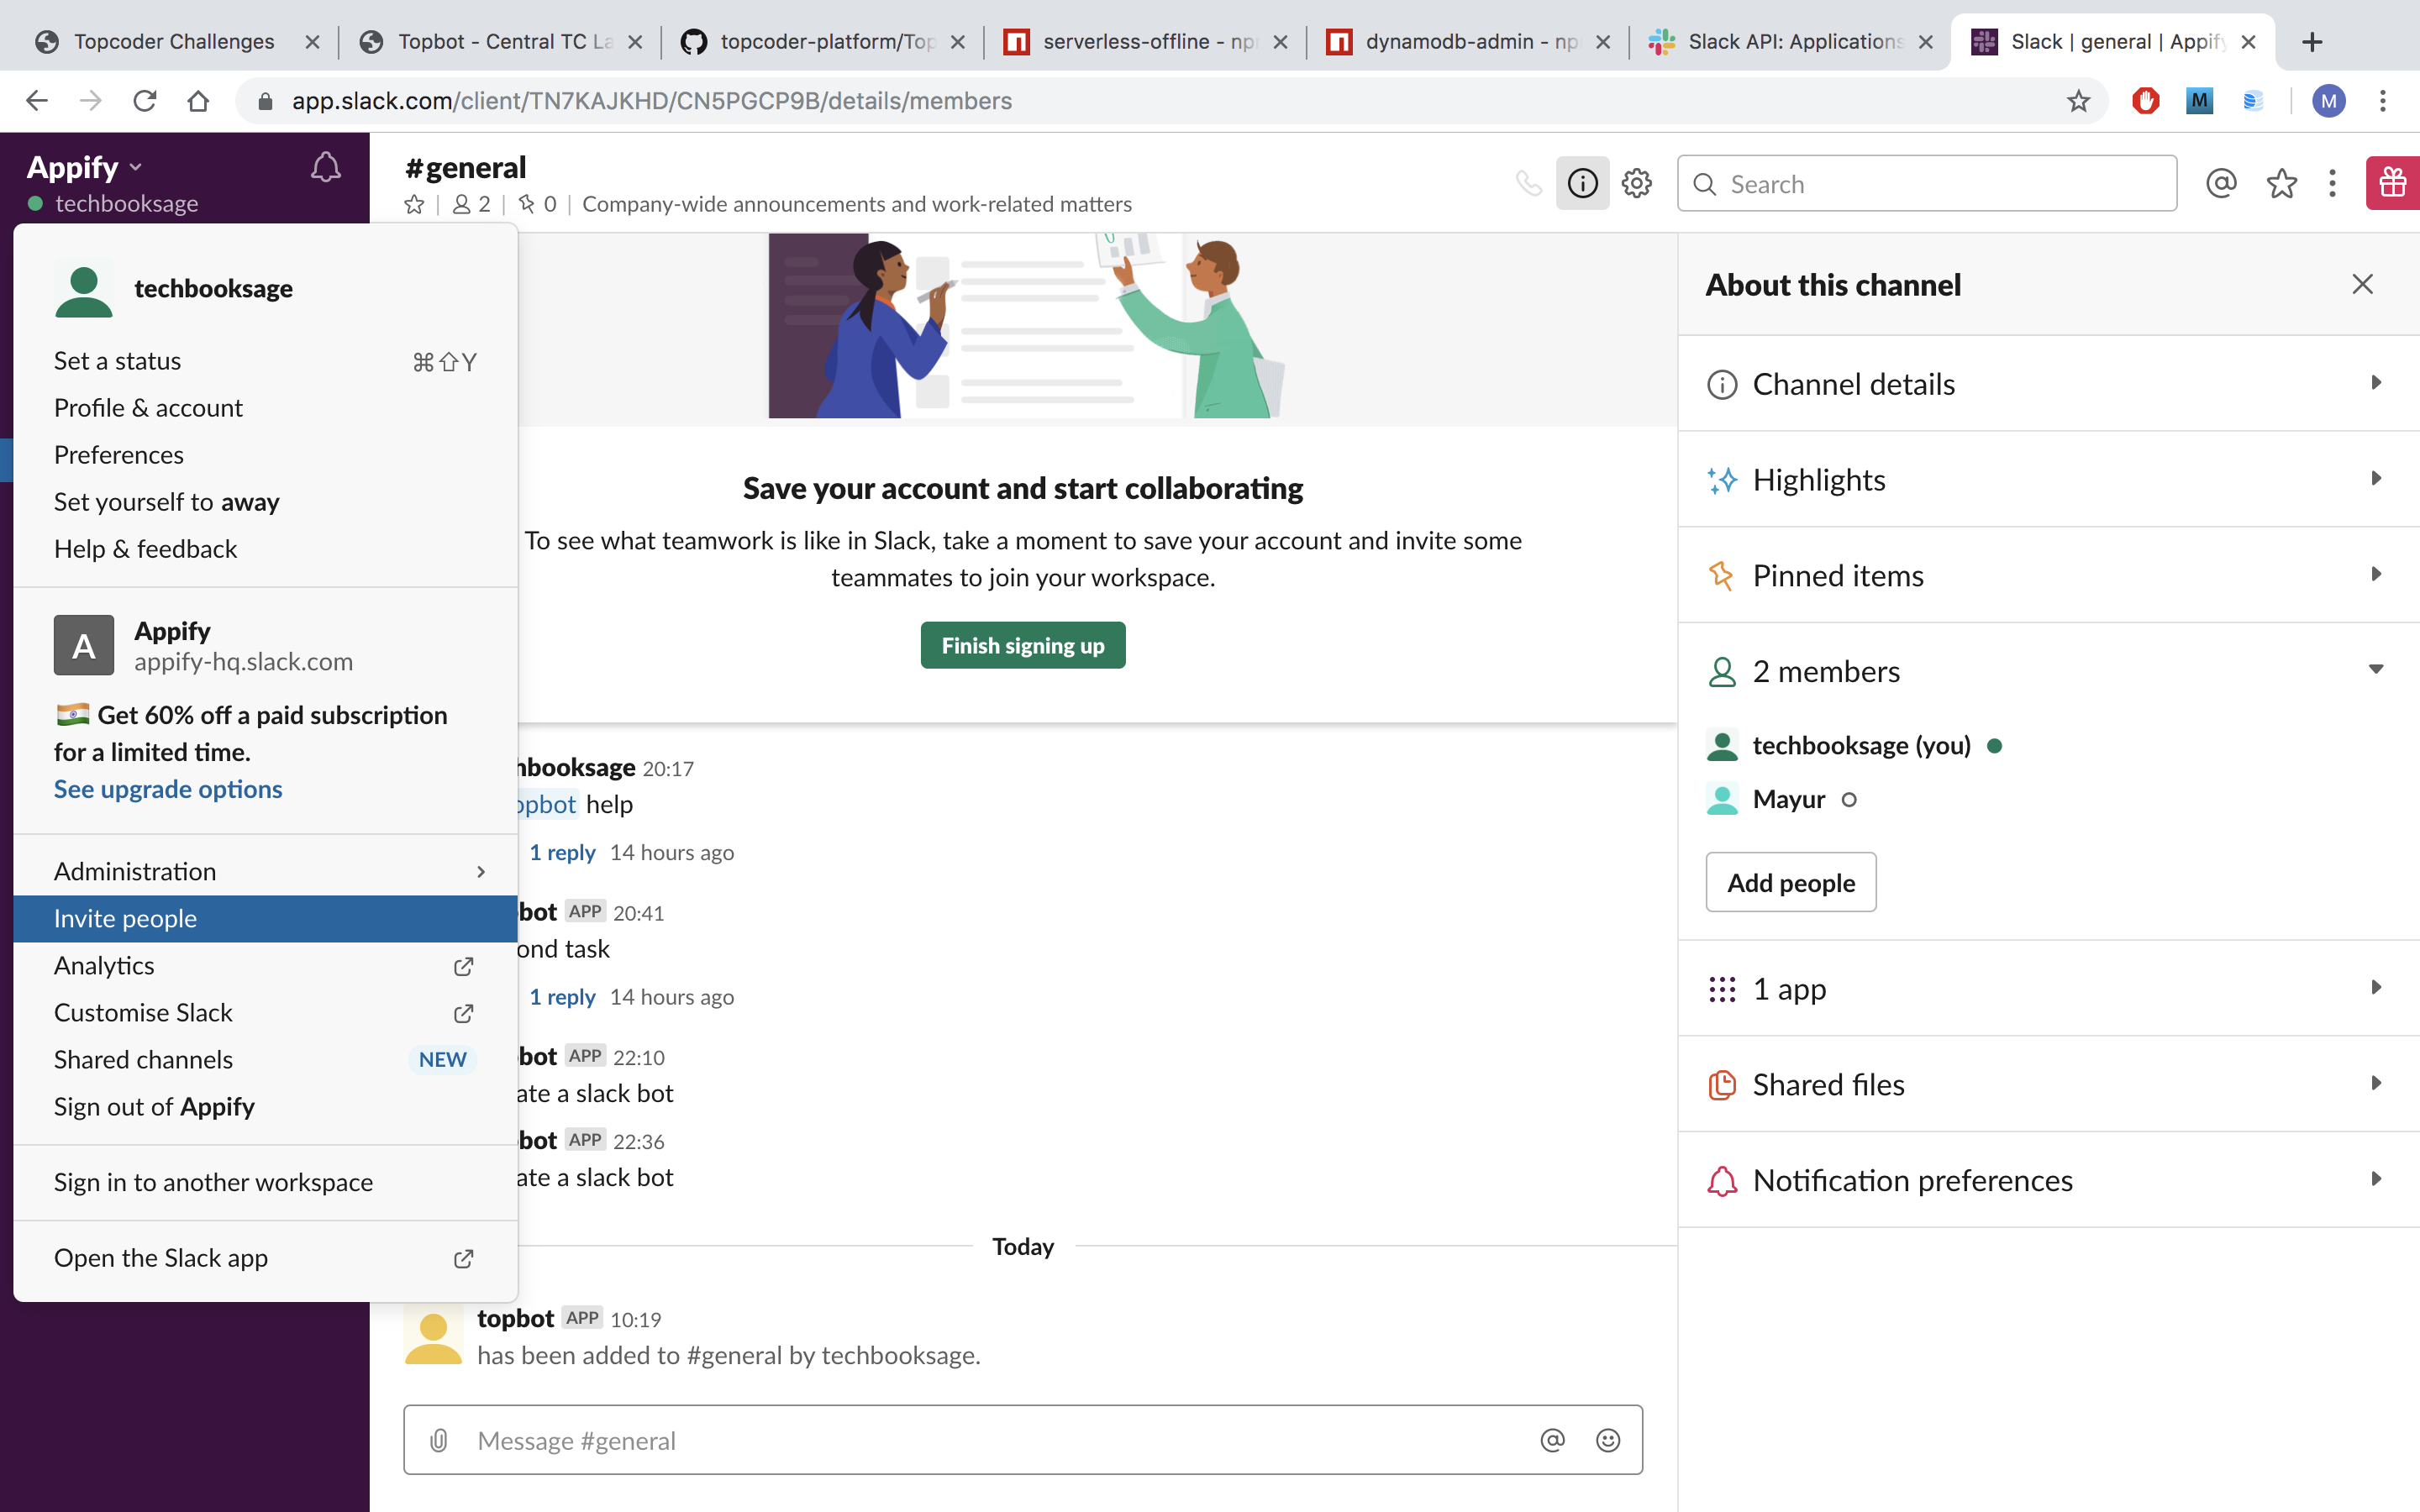 Topcoder Challenges
Topbot - Central TC La
topcoder-platform/Top
serverless-offline - np
dynamodb-admin - np
Slack API: Applications
Slack | general | Appify
app.slack.com/client/TN7KAJKHD/CN5PGCP9B/details/members
M
M
Appify
techbooksage
#general
2
0
Company-wide announcements and work-related matters
Search
techbooksage
Set a status ⌘⇧Y
Profile & account
Preferences
Set yourself to away
Help & feedback
A
Appify
appify-hq.slack.com
Get 60% off a paid subscription
for a limited time.
See upgrade options
Administration
Invite people
Analytics
Customise Slack
Shared channels NEW
Sign out of Appify
Sign in to another workspace
Open the Slack app
Save your account and start collaborating
To see what teamwork is like in Slack, take a moment to save your account and invite some
teammates to join your workspace.
Finish signing up
hbooksage 20:17
opbot help
1 reply 14 hours ago
bot APP 20:41
ond task
1 reply 14 hours ago
bot APP 22:10
ate a slack bot
bot APP 22:36
ate a slack bot
Today
topbot APP 10:19
has been added to #general by techbooksage.
Message #general
About this channel
Channel details
Highlights
Pinned items
2 members
techbooksage (you)
Mayur
Add people
1 app
Shared files
Notification preferences